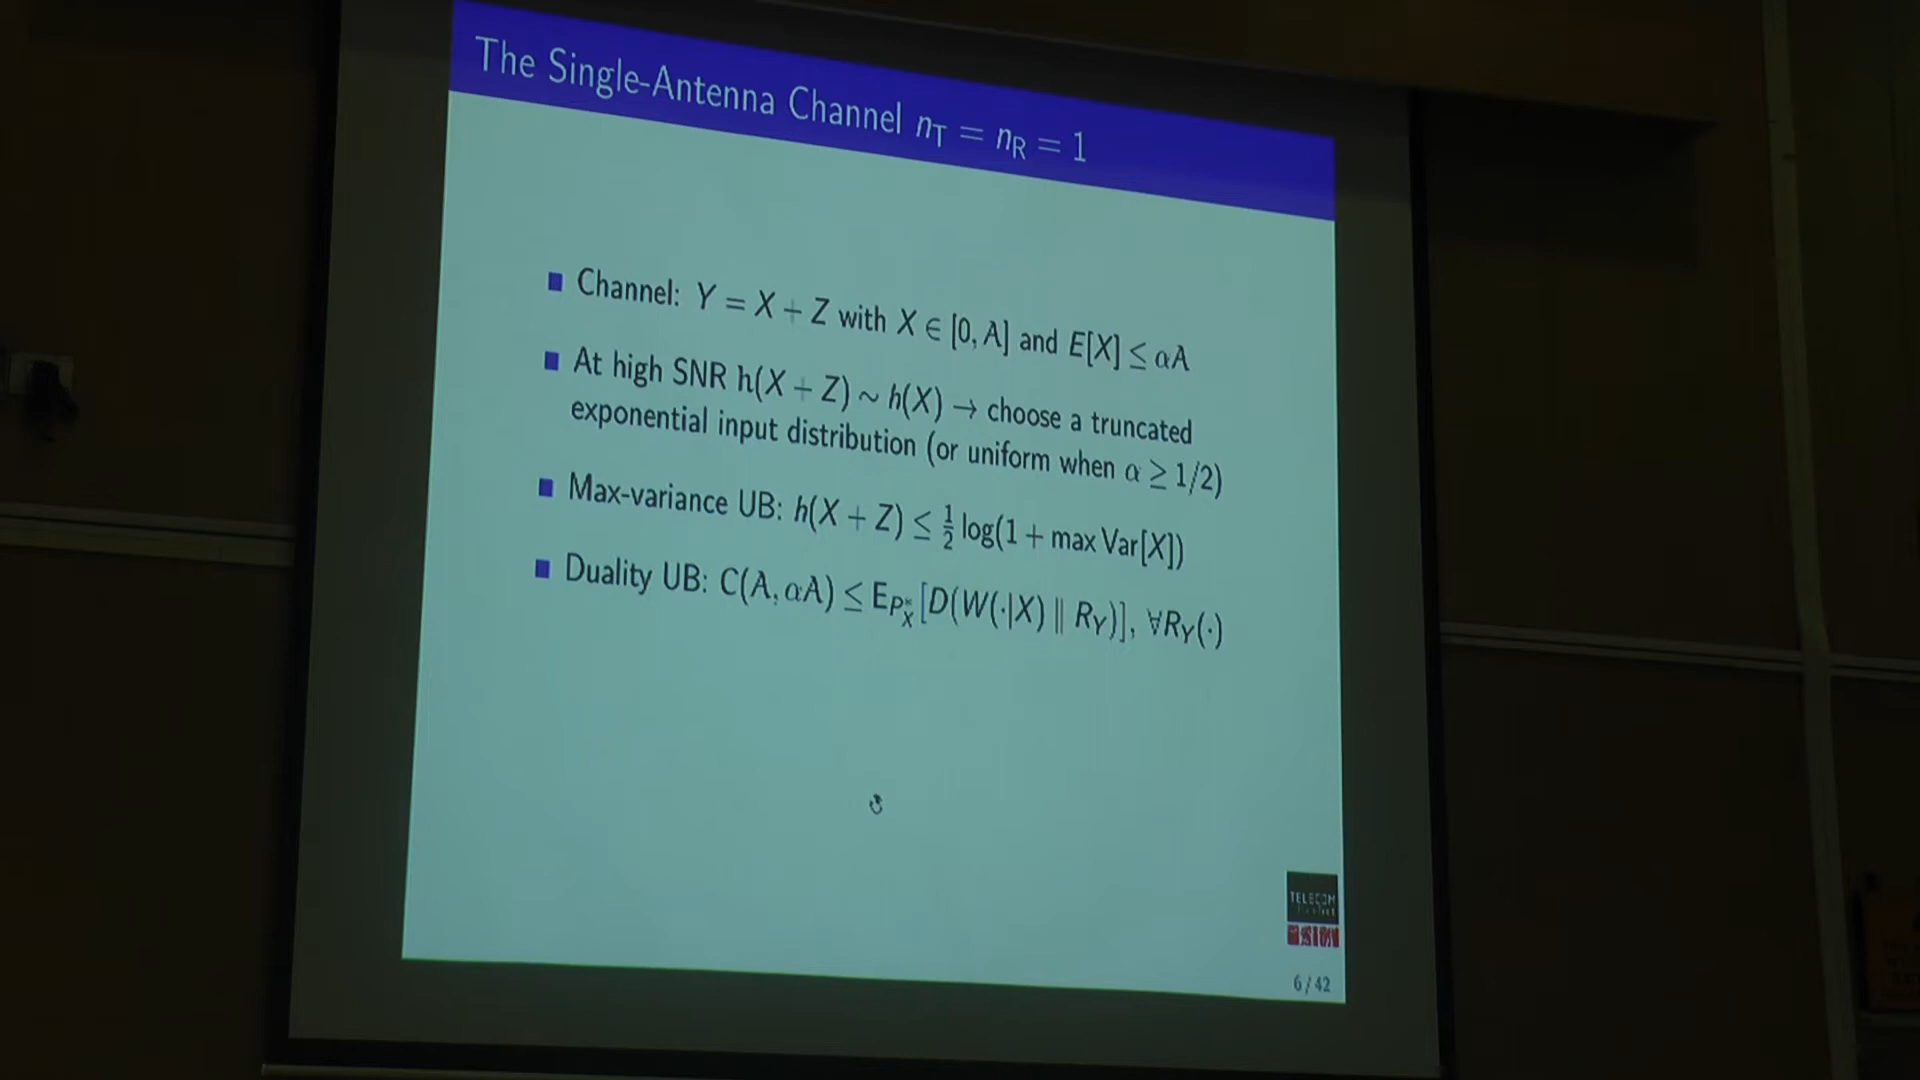 The Single-Antenna Channel n_T = n_R = 1
■ Channel: Y = X + Z with X ∈ [0, A] and E[X] ≤ αA
■ At high SNR h(X + Z) ~ h(X) → choose a truncated
exponential input distribution (or uniform when α ≥ 1/2)
■ Max-variance UB: h(X + Z) ≤ ½ log(1 + max Var[X])
■ Duality UB: C(A, αA) ≤ E_{P*_X}[D(W(·|X) ∥ R_Y)], ∀R_Y(·)
TELECOM
6 / 42